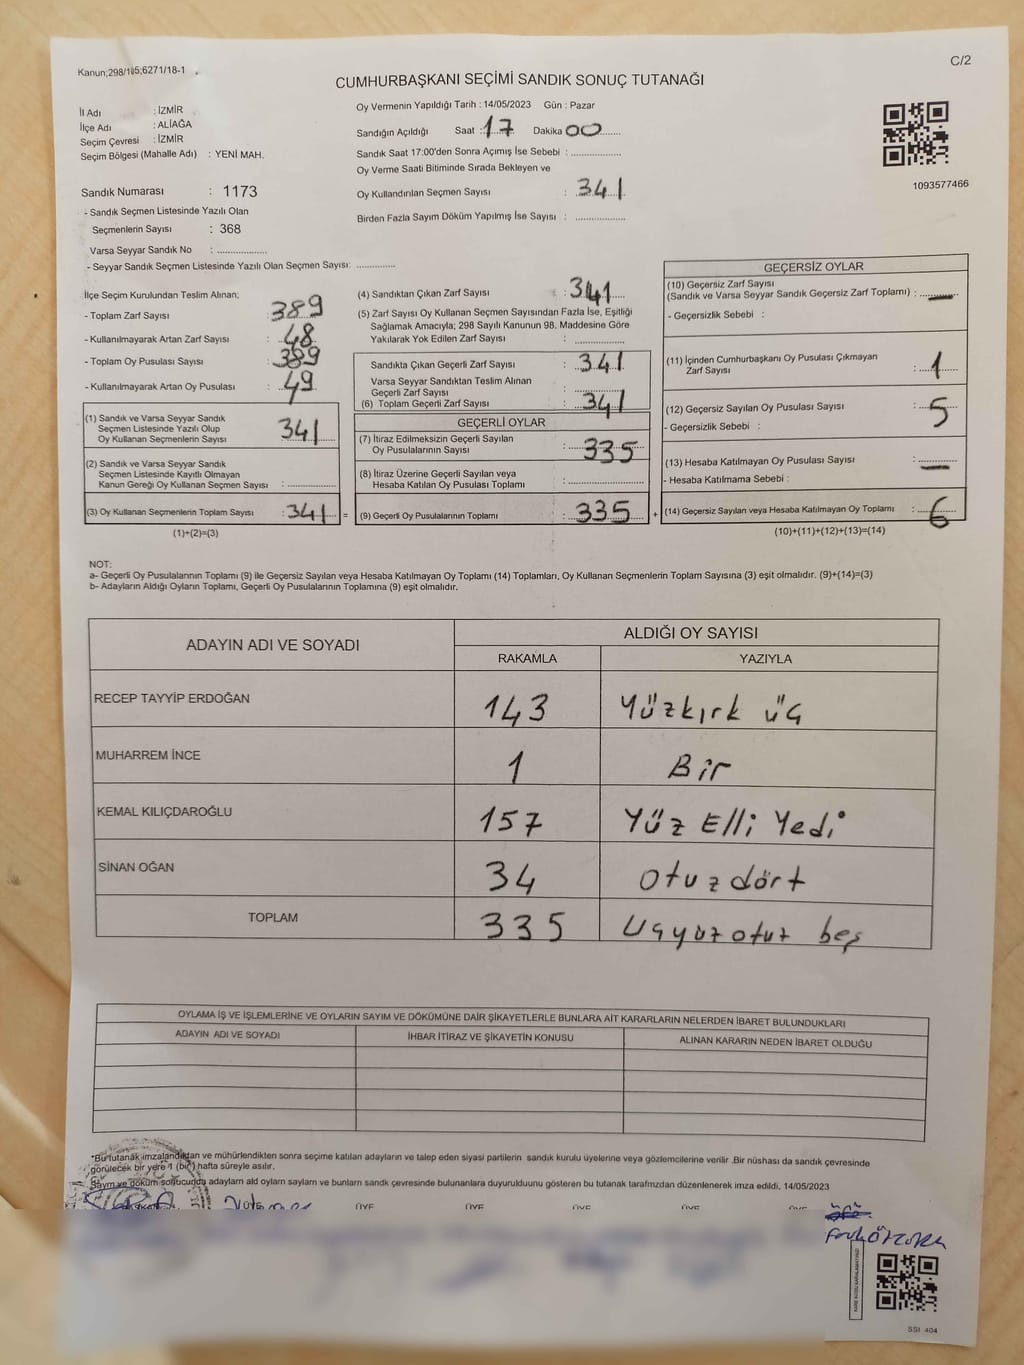 Kanun;298/105;6271/18-1
C/2
CUMHURBAŞKANI SEÇİMİ SANDIK SONUÇ TUTANAĞI
İl Adı : İZMİR
İlçe Adı : ALİAĞA
Seçim Çevresi : İZMİR
Seçim Bölgesi (Mahalle Adı) : YENİ MAH.
Sandık Numarası : 1173
- Sandık Seçmen Listesinde Yazılı Olan
Seçmenlerin Sayısı : 368
Varsa Seyyar Sandık No : ..................
- Seyyar Sandık Seçmen Listesinde Yazılı Olan Seçmen Sayısı: ..............
Oy Vermenin Yapıldığı Tarih : 14/05/2023 Gün : Pazar
Sandığın Açıldığı Saat : 17 Dakika 00
Sandık Saat 17:00'den Sonra Açımış İse Sebebi : ..................
Oy Verme Saati Bitiminde Sırada Bekleyen ve
Oy Kullandırılan Seçmen Sayısı : 341
Birden Fazla Sayım Döküm Yapılmış İse Sayısı : ..................
1093577466
İlçe Seçim Kurulundan Teslim Alınan;
- Toplam Zarf Sayısı : 389
- Kullanılmayarak Artan Zarf Sayısı : 48
- Toplam Oy Pusulası Sayısı : 389
- Kullanılmayarak Artan Oy Pusulası : 49
(1) Sandık ve Varsa Seyyar Sandık
Seçmen Listesinde Yazılı Olup
Oy Kullanan Seçmenlerin Sayısı : 341
(2) Sandık ve Varsa Seyyar Sandık
Seçmen Listesinde Kayıtlı Olmayan
Kanun Gereği Oy Kullanan Seçmen Sayısı : ..................
(3) Oy Kullanan Seçmenlerin Toplam Sayısı : 341 =
(1)+(2)=(3)
(4) Sandıktan Çıkan Zarf Sayısı : 341
(5) Zarf Sayısı Oy Kullanan Seçmen Sayısından Fazla İse, Eşitliği
Sağlamak Amacıyla; 298 Sayılı Kanunun 98. Maddesine Göre
Yakılarak Yok Edilen Zarf Sayısı : ..................
Sandıkta Çıkan Geçerli Zarf Sayısı : 341
Varsa Seyyar Sandıktan Teslim Alınan
Geçerli Zarf Sayısı : ..................
(6) Toplam Geçerli Zarf Sayısı : 341
GEÇERLİ OYLAR
(7) İtiraz Edilmeksizin Geçerli Sayılan
Oy Pusulalarının Sayısı : 335
(8) İtiraz Üzerine Geçerli Sayılan veya
Hesaba Katılan Oy Pusulası Toplamı : ..................
(9) Geçerli Oy Pusulalarının Toplamı : 335 +
GEÇERSİZ OYLAR
(10) Geçersiz Zarf Sayısı
(Sandık ve Varsa Seyyar Sandık Geçersiz Zarf Toplamı) : —
- Geçersizlik Sebebi :
(11) İçinden Cumhurbaşkanı Oy Pusulası Çıkmayan
Zarf Sayısı : 1
(12) Geçersiz Sayılan Oy Pusulası Sayısı : 5
- Geçersizlik Sebebi :
(13) Hesaba Katılmayan Oy Pusulası Sayısı : —
- Hesaba Katılmama Sebebi :
(14) Geçersiz Sayılan veya Hesaba Katılmayan Oy Toplamı : 6
(10)+(11)+(12)+(13)=(14)
NOT:
a- Geçerli Oy Pusulalarının Toplamı (9) ile Geçersiz Sayılan veya Hesaba Katılmayan Oy Toplamı (14) Toplamları, Oy Kullanan Seçmenlerin Toplam Sayısına (3) eşit olmalıdır. (9)+(14)=(3)
b- Adayların Aldığı Oyların Toplamı, Geçerli Oy Pusulalarının Toplamına (9) eşit olmalıdır.
ADAYIN ADI VE SOYADI ALDIĞI OY SAYISI
RAKAMLA YAZIYLA
RECEP TAYYİP ERDOĞAN 143 Yüzkırk üç
MUHARREM İNCE 1 Bir
KEMAL KILIÇDAROĞLU 157 Yüz Elli Yedi
SİNAN OĞAN 34 otuz dört
TOPLAM 335 Uçyüzotuz beş
OYLAMA İŞ VE İŞLEMLERİNE VE OYLARIN SAYIM VE DÖKÜMÜNE DAİR ŞİKAYETLERLE BUNLARA AİT KARARLARIN NELERDEN İBARET BULUNDUKLARI
ADAYIN ADI VE SOYADI İHBAR İTİRAZ VE ŞİKAYETİN KONUSU ALINAN KARARIN NEDEN İBARET OLDUĞU
*Bu tutanak imzalandıktan ve mühürlendikten sonra seçime katılan adayların ve talep eden siyasi partilerin sandık kurulu üyelerine veya gözlemcilerine verilir .Bir nüshası da sandık çevresinde
görülecek bir yere 1 (bir) hafta süreyle asılır.
Sayım ve döküm sonucunda adayların ald oyların sayları ve bunların sandık çevresinde bulunanlara duyurulduunu gösteren bu tutanak tarafmzdan düzenlenerek imza edildi. 14/05/2023
ÜYE ÜYE ÜYE ÜYE ÜYE
SSI 404